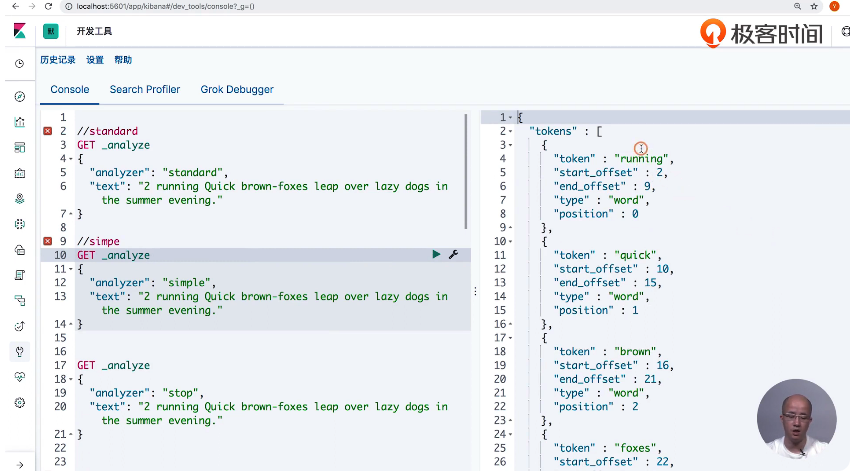 localhost:5601/app/kibana#/dev_tools/console?_g=()
Y
默
开发工具
极客时间
历史记录 设置 帮助
Console Search Profiler Grok Debugger
1
2 //standard
3 GET _analyze
4 {
5 "analyzer": "standard",
6 "text": "2 running Quick brown-foxes leap over lazy dogs in
the summer evening."
7 }
8
9 //simpe
10 GET _analyze
11 {
12 "analyzer": "simple",
13 "text": "2 running Quick brown-foxes leap over lazy dogs in
the summer evening."
14 }
15
16
17 GET _analyze
18 {
19 "analyzer": "stop",
20 "text": "2 running Quick brown-foxes leap over lazy dogs in
the summer evening."
21 }
22
23
1 {
2 "tokens" : [
3 {
4 "token" : "running",
5 "start_offset" : 2,
6 "end_offset" : 9,
7 "type" : "word",
8 "position" : 0
9 },
10 {
11 "token" : "quick",
12 "start_offset" : 10,
13 "end_offset" : 15,
14 "type" : "word",
15 "position" : 1
16 },
17 {
18 "token" : "brown",
19 "start_offset" : 16,
20 "end_offset" : 21,
21 "type" : "word",
22 "position" : 2
23 },
24 {
25 "token" : "foxes",
26 "start_offset" : 22,